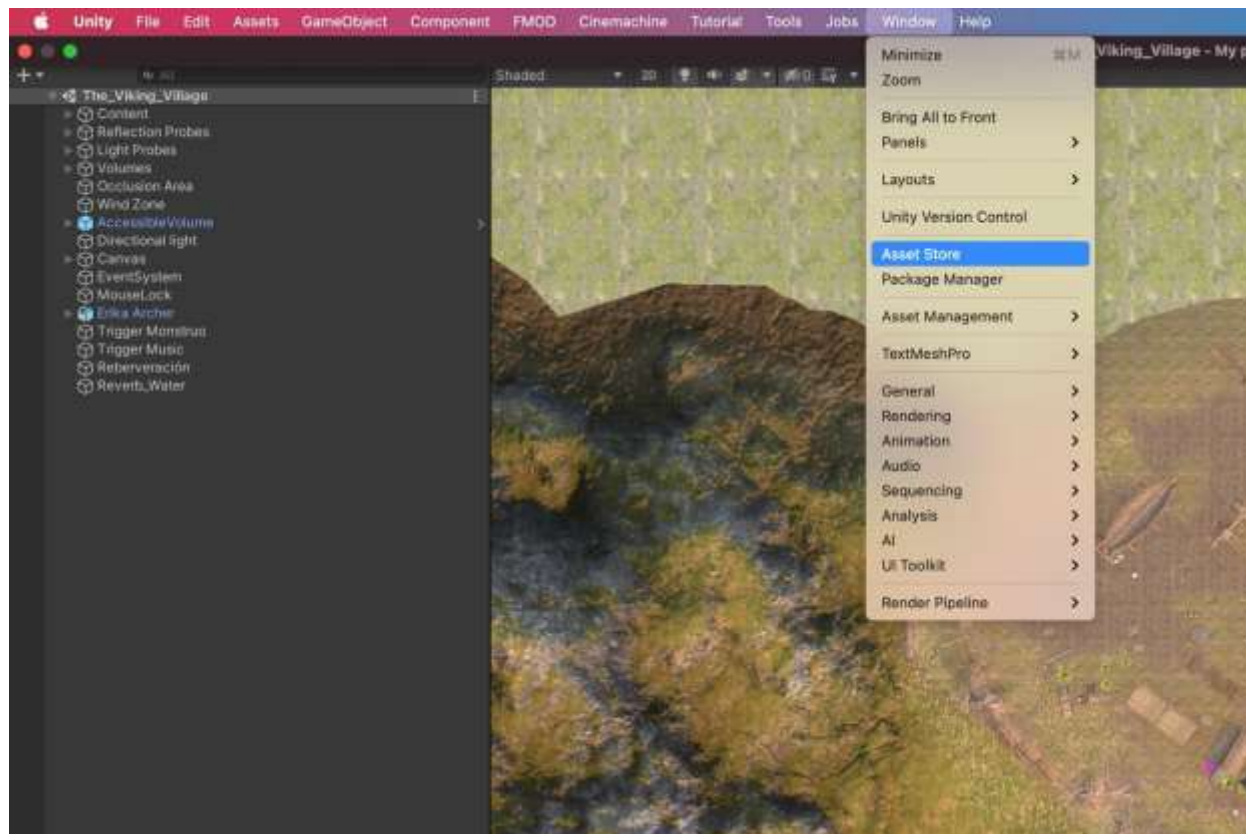 Unity File Edit Assets GameObject Component FMOD Cinemachine Tutorial Tools Jobs Window Help
Viking_Village - My p
All
Shaded 2D 0
The_Viking_Village
Content
Reflection Probes
Light Probes
Volumes
Occlusion Area
Wind Zone
AccessibleVolume
Directional light
Canvas
EventSystem
MouseLock
Erika Archer
Trigger Monstruo
Trigger Music
Reberveración
Reverb_Water
Minimize ⌘M
Zoom
Bring All to Front
Panels
Layouts
Unity Version Control
Asset Store
Package Manager
Asset Management
TextMeshPro
General
Rendering
Animation
Audio
Sequencing
Analysis
AI
UI Toolkit
Render Pipeline